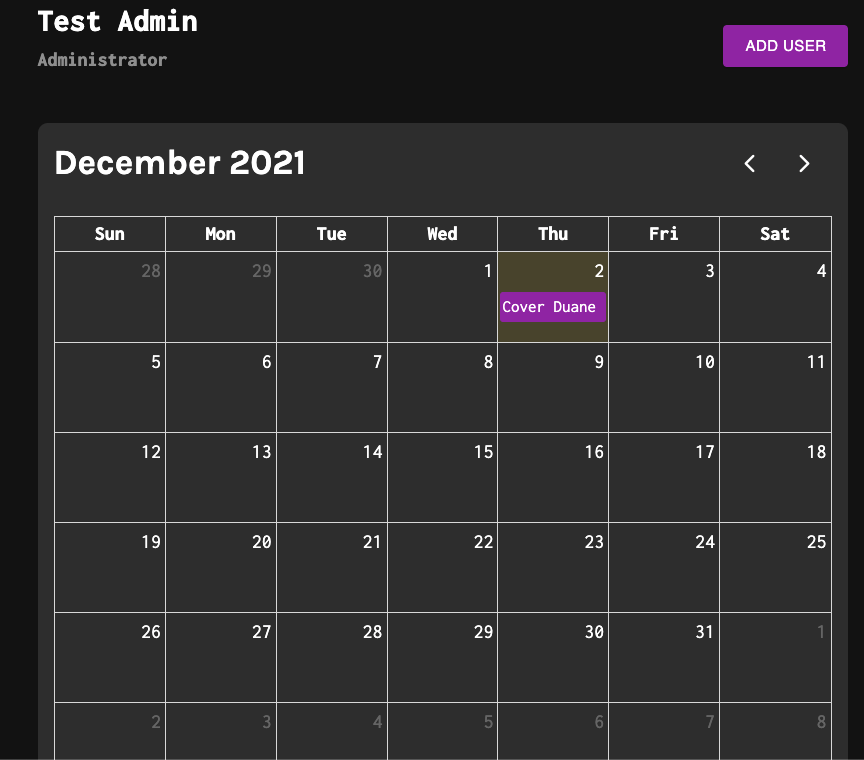 Test Admin
Administrator
ADD USER
December 2021
Sun Mon Tue Wed Thu Fri Sat
28 29 30 1 2 3 4
Cover Duane
5 6 7 8 9 10 11
12 13 14 15 16 17 18
19 20 21 22 23 24 25
26 27 28 29 30 31 1
2 3 4 5 6 7 8